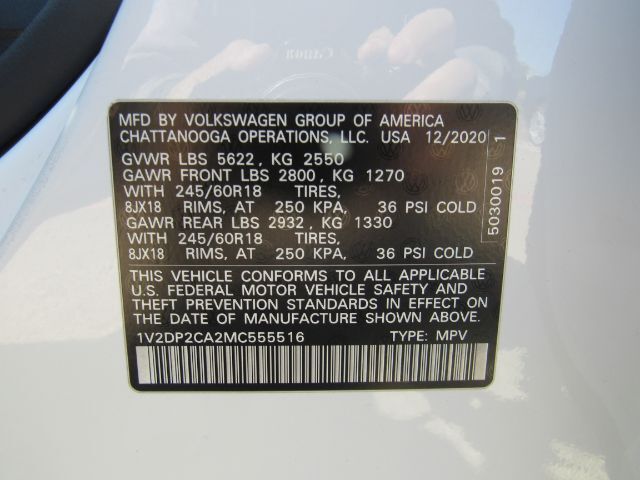 Canon
MFD BY VOLKSWAGEN GROUP OF AMERICA
CHATTANOOGA OPERATIONS, LLC. USA 12/2020
GVWR LBS 5622, KG 2550
GAWR FRONT LBS 2800, KG 1270
WITH 245/60R18 TIRES,
8JX18 RIMS, AT 250 KPA, 36 PSI COLD
GAWR REAR LBS 2932, KG 1330
WITH 245/60R18 TIRES,
8JX18 RIMS, AT 250 KPA, 36 PSI COLD
THIS VEHICLE CONFORMS TO ALL APPLICABLE
U.S. FEDERAL MOTOR VEHICLE SAFETY AND
THEFT PREVENTION STANDARDS IN EFFECT ON
THE DATE OF MANUFACTURE SHOWN ABOVE.
1V2DP2CA2MC555516 TYPE: MPV
5030019 1